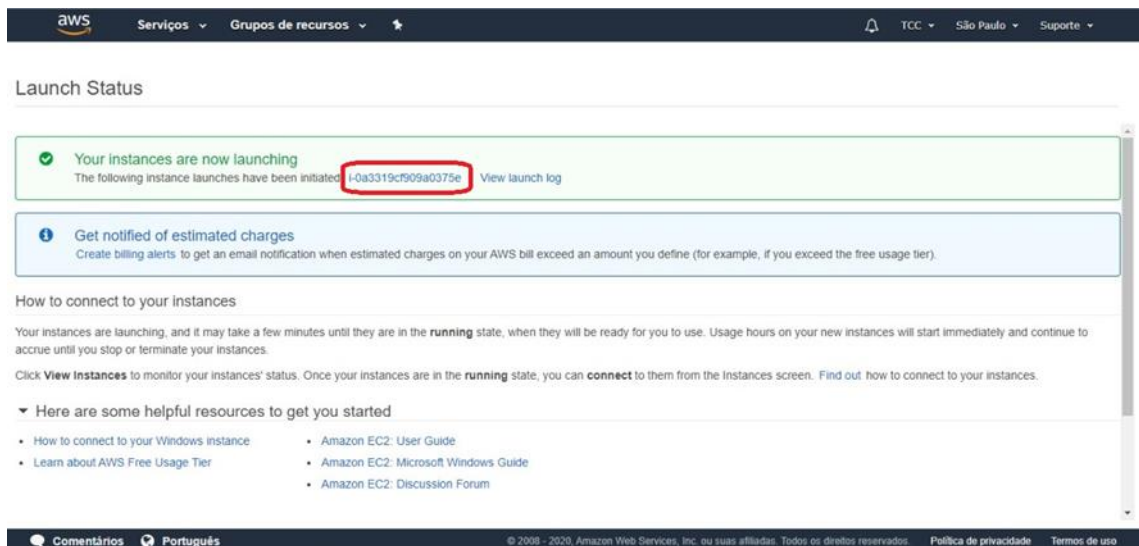 aws Serviços Grupos de recursos TCC São Paulo Suporte
Launch Status
Your instances are now launching
The following instance launches have been initiated: i-0a3319cf909a0375e View launch log
Get notified of estimated charges
Create billing alerts to get an email notification when estimated charges on your AWS bill exceed an amount you define (for example, if you exceed the free usage tier).
How to connect to your instances
Your instances are launching, and it may take a few minutes until they are in the running state, when they will be ready for you to use. Usage hours on your new instances will start immediately and continue to
accrue until you stop or terminate your instances.
Click View Instances to monitor your instances' status. Once your instances are in the running state, you can connect to them from the Instances screen. Find out how to connect to your instances.
Here are some helpful resources to get you started
• How to connect to your Windows instance • Amazon EC2: User Guide
• Learn about AWS Free Usage Tier • Amazon EC2: Microsoft Windows Guide
• Amazon EC2: Discussion Forum
Comentários Português © 2008 - 2020, Amazon Web Services, Inc. ou suas afiliadas. Todos os direitos reservados. Política de privacidade Termos de uso